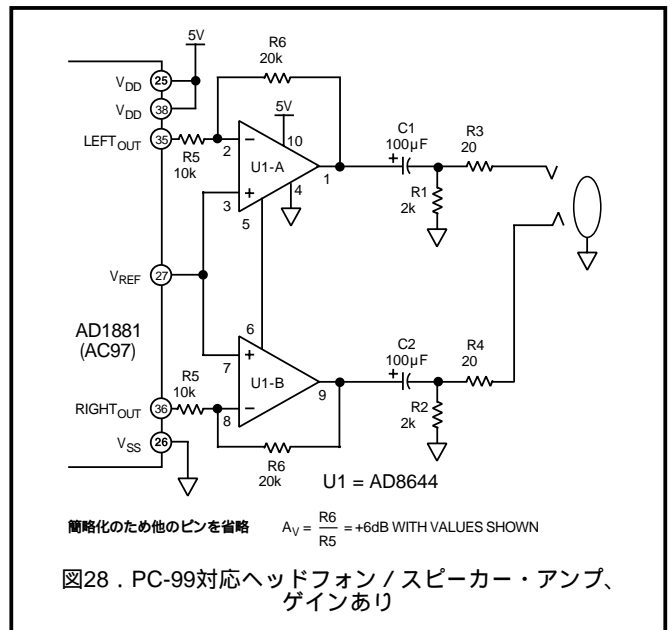 5V
R6
20k
VDD 25
VDD 38
LEFTOUT 35
R5
10k
5V
10
2
−
U1-A
1
+
3
4
5
C1
100μF
+
R3
20
R1
2k
VREF 27
AD1881
(AC97)
6
7
+
U1-B
9
−
8
C2
100μF
+
R4
20
R2
2k
RIGHTOUT 36
R5
10k
VSS 26
R6
20k
U1 = AD8644
簡略化のため他のピンを省略
AV = R6/R5 = +6dB WITH VALUES SHOWN
図28．PC-99対応ヘッドフォン / スピーカー・アンプ、
ゲインあり